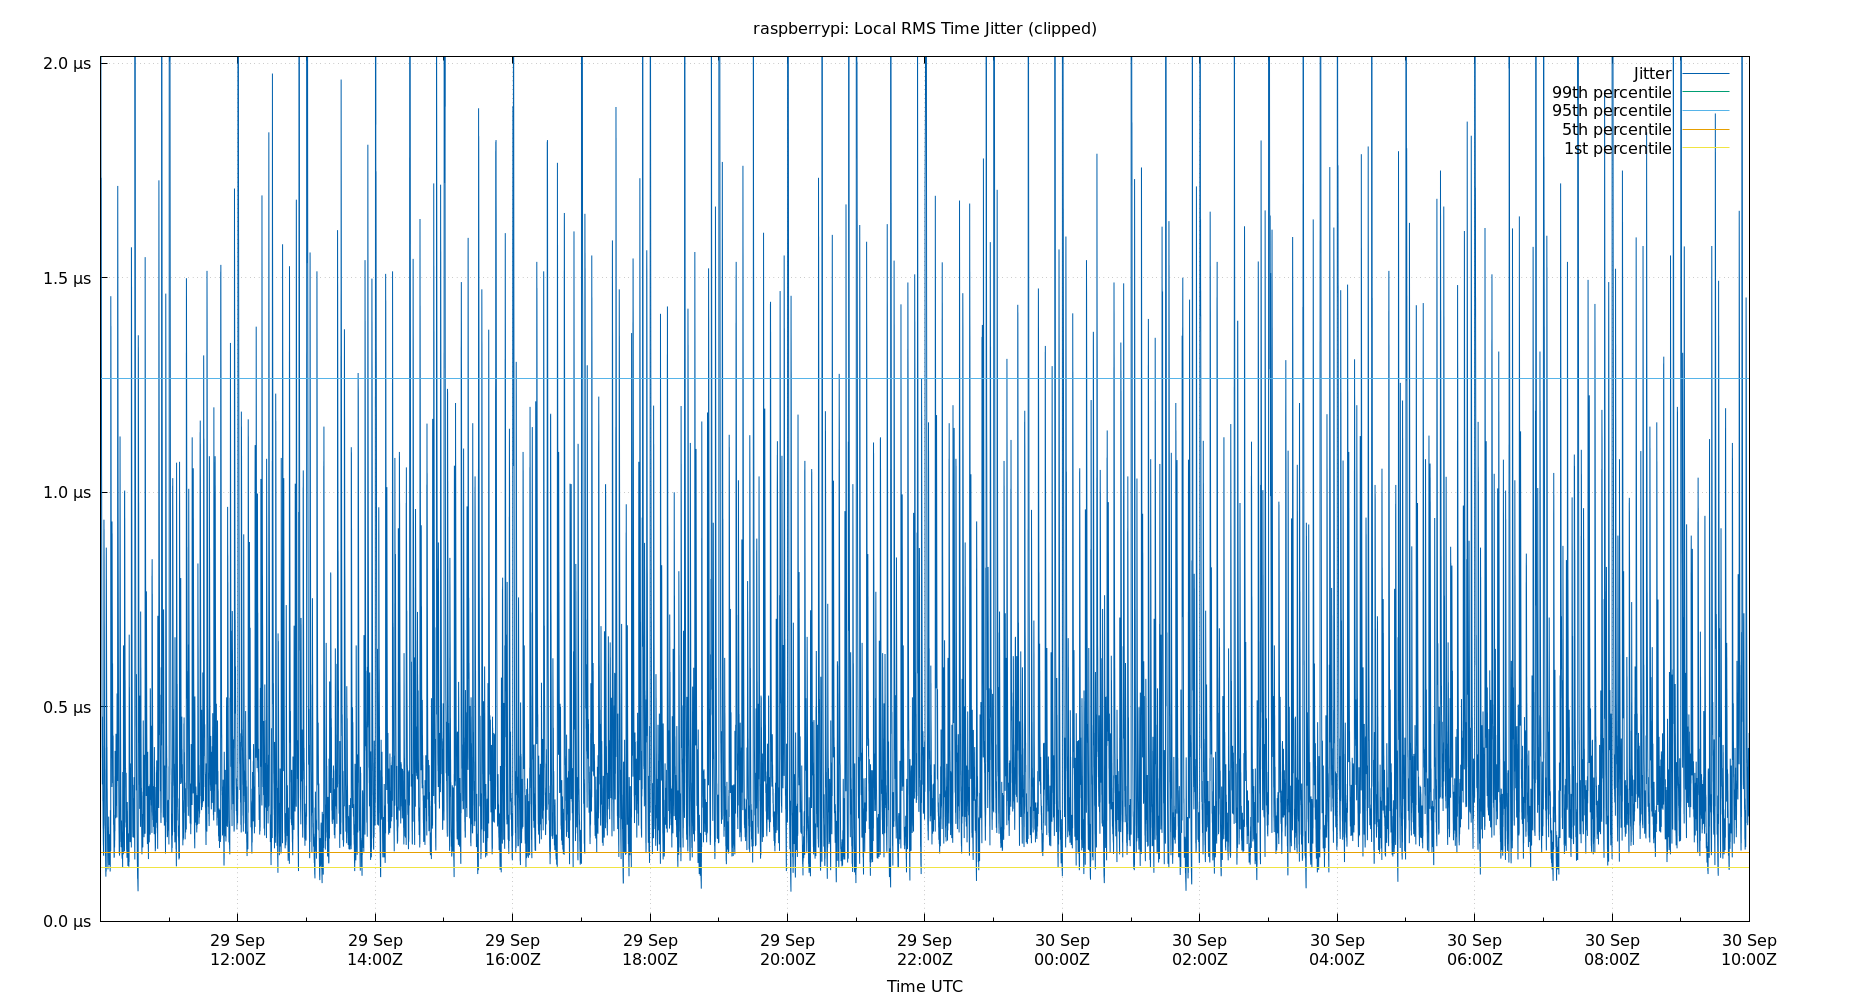 raspberrypi: Local RMS Time Jitter (clipped)
2.0 µs
1.5 µs
1.0 µs
0.5 µs
0.0 µs
Jitter
99th percentile
95th percentile
5th percentile
1st percentile
29 Sep
12:00Z
29 Sep
14:00Z
29 Sep
16:00Z
29 Sep
18:00Z
29 Sep
20:00Z
29 Sep
22:00Z
30 Sep
00:00Z
30 Sep
02:00Z
30 Sep
04:00Z
30 Sep
06:00Z
30 Sep
08:00Z
30 Sep
10:00Z
Time UTC